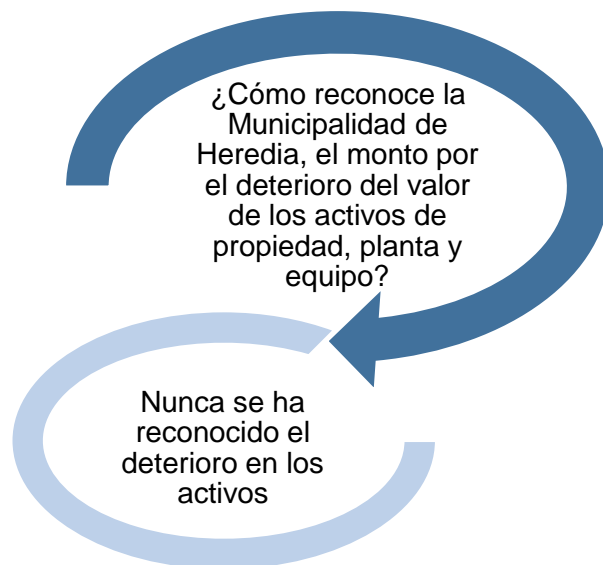 ¿Cómo reconoce la
Municipalidad de
Heredia, el monto por
el deterioro del valor
de los activos de
propiedad, planta y
equipo?
Nunca se ha
reconocido el
deterioro en los
activos